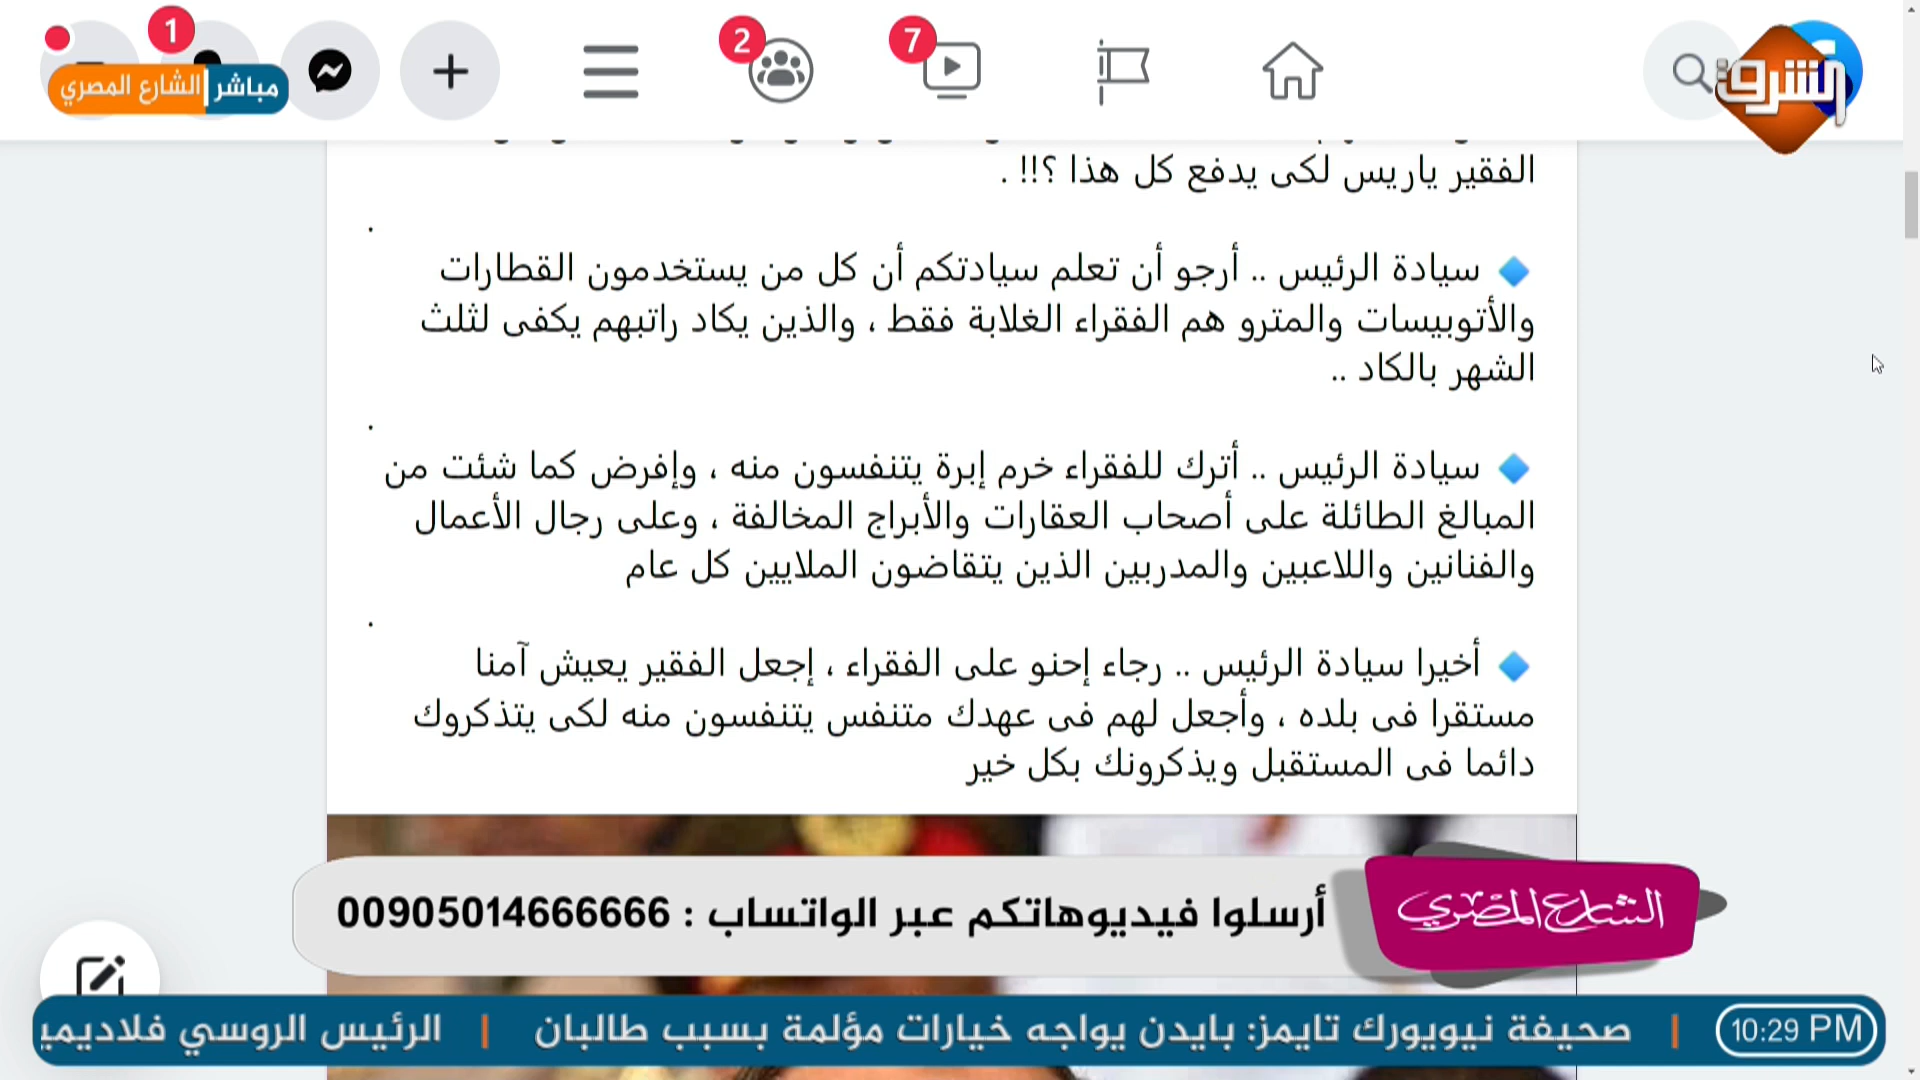 1
2
7
مباشر الشارع المصري
الشرق
الفقير ياريس لكى يدفع كل هذا ؟!! .
.
سيادة الرئيس .. أرجو أن تعلم سيادتكم أن كل من يستخدمون القطارات
والأتوبيسات والمترو هم الفقراء الغلابة فقط ، والذين يكاد راتبهم يكفى لثلث
الشهر بالكاد ..
.
سيادة الرئيس .. أترك للفقراء خرم إبرة يتنفسون منه ، وإفرض كما شئت من
المبالغ الطائلة على أصحاب العقارات والأبراج المخالفة ، وعلى رجال الأعمال
والفنانين واللاعبين والمدربين الذين يتقاضون الملايين كل عام
.
أخيرا سيادة الرئيس .. رجاء إحنو على الفقراء ، إجعل الفقير يعيش آمنا
مستقرا فى بلده ، وأجعل لهم فى عهدك متنفس يتنفسون منه لكى يتذكروك
دائما فى المستقبل ويذكرونك بكل خير
الشارع المصري
أرسلوا فيديوهاتكم عبر الواتساب : 00905014666666
10:29 PM | صحيفة نيويورك تايمز: بايدن يواجه خيارات مؤلمة بسبب طالبان | الرئيس الروسي فلاديمي